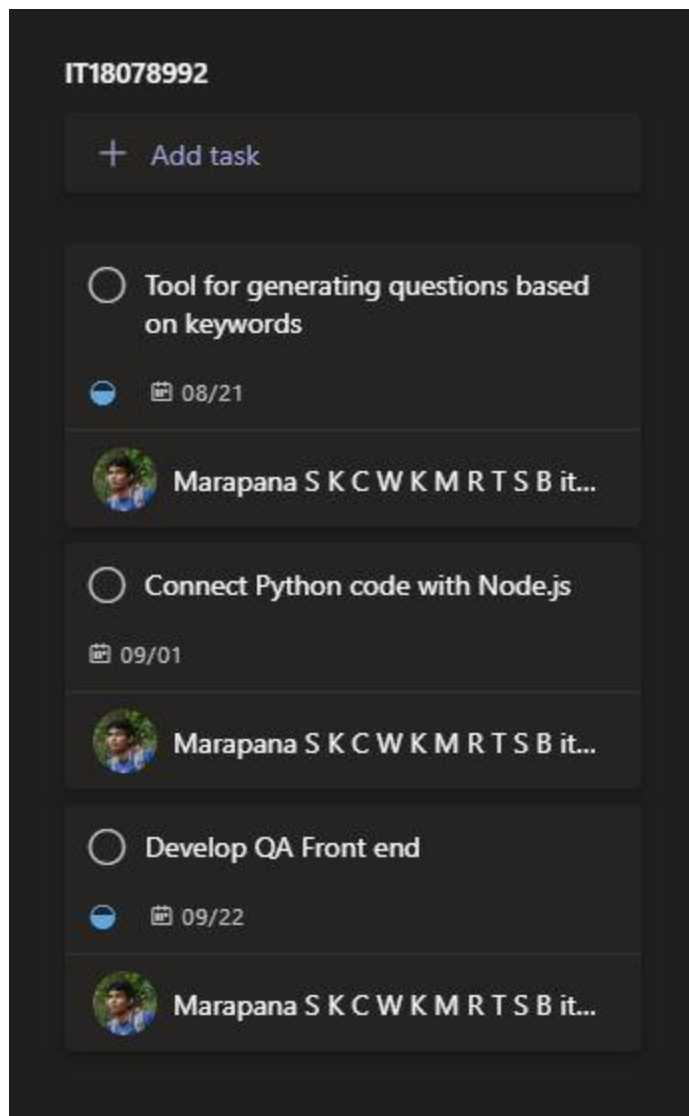 IT18078992
Add task
Tool for generating questions based
on keywords
08/21
Marapana S K C W K M R T S B it...
Connect Python code with Node.js
09/01
Marapana S K C W K M R T S B it...
Develop QA Front end
09/22
Marapana S K C W K M R T S B it...